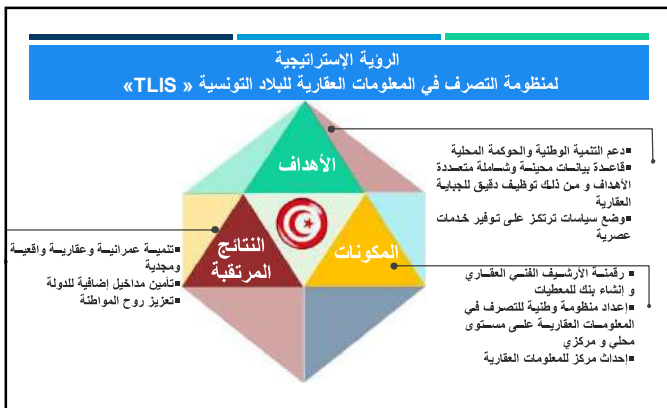 الرؤية الإستراتيجية
لمنظومة التصرف في المعلومات العقارية للبلاد التونسية « TLIS»
الأهداف
▪دعم التنمية الوطنية والحوكمة المحلية
▪قاعدة بيانات محينة وشاملة متعددة
الأهداف و من ذلك توظيف دقيق للجباية
العقارية
▪وضع سياسات ترتكز على توفير خدمات
عصرية
المكونات
▪رقمنة الأرشيف الفني العقاري
و إنشاء بنك للمعطيات
▪إعداد منظومة وطنية للتصرف في
المعلومات العقارية على مستوى
محلي و مركزي
▪إحداث مركز للمعلومات العقارية
النتائج
المرتقبة
▪تنمية عمرانية وعقارية واقعية
ومجدية
▪تأمين مداخيل إضافية للدولة
▪تعزيز روح المواطنة